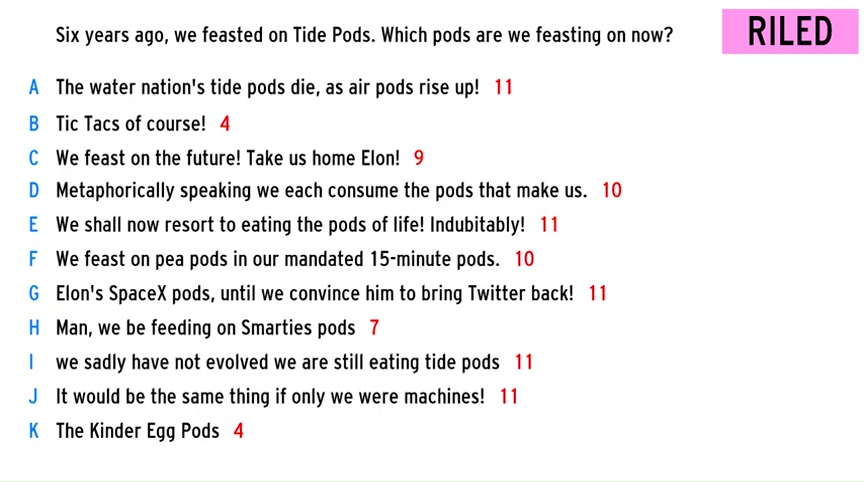 Six years ago, we feasted on Tide Pods. Which pods are we feasting on now?
RILED
A The water nation's tide pods die, as air pods rise up! 11
B Tic Tacs of course! 4
C We feast on the future! Take us home Elon! 9
D Metaphorically speaking we each consume the pods that make us. 10
E We shall now resort to eating the pods of life! Indubitably! 11
F We feast on pea pods in our mandated 15-minute pods. 10
G Elon's SpaceX pods, until we convince him to bring Twitter back! 11
H Man, we be feeding on Smarties pods 7
I we sadly have not evolved we are still eating tide pods 11
J It would be the same thing if only we were machines! 11
K The Kinder Egg Pods 4